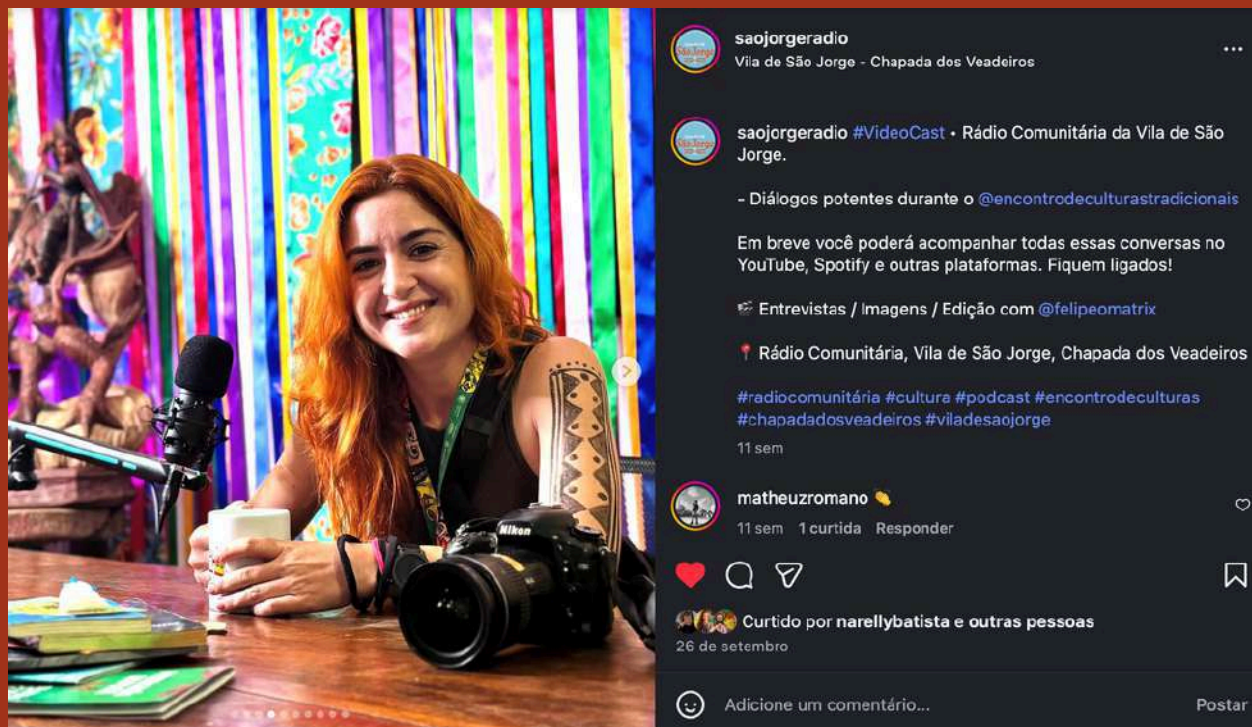 saojorgeradio
Vila de São Jorge - Chapada dos Veadeiros
saojorgeradio #VideoCast • Rádio Comunitária da Vila de São
Jorge.
- Diálogos potentes durante o @encontrodeculturastradicionais
Em breve você poderá acompanhar todas essas conversas no
YouTube, Spotify e outras plataformas. Fiquem ligados!
Entrevistas / Imagens / Edição com @felipeomatrix
Rádio Comunitária, Vila de São Jorge, Chapada dos Veadeiros
#radiocomunitária #cultura #podcast #encontrodeculturas
#chapadadosveadeiros #viladesaojorge
11 sem
matheuzromano
11 sem 1 curtida Responder
Curtido por narellybatista e outras pessoas
26 de setembro
Adicione um comentário...
Postar
Nikon